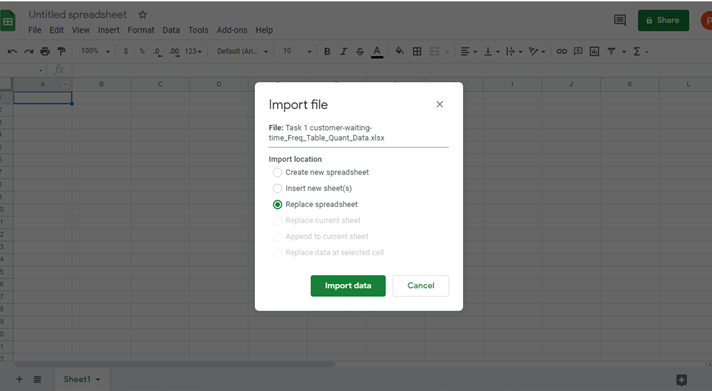 Untitled spreadsheet
Share
P
File Edit View Insert Format Data Tools Add-ons Help
100% $ % .0 .00 123 Default (Ari... 10 B I S A
fx
A B C D I J K L
Import file
File: Task 1 customer-waiting-
time_Freq_Table_Quant_Data.xlsx
Import location
Create new spreadsheet
Insert new sheet(s)
Replace spreadsheet
Replace current sheet
Append to current sheet
Replace data at selected cell
Import data Cancel
Sheet1